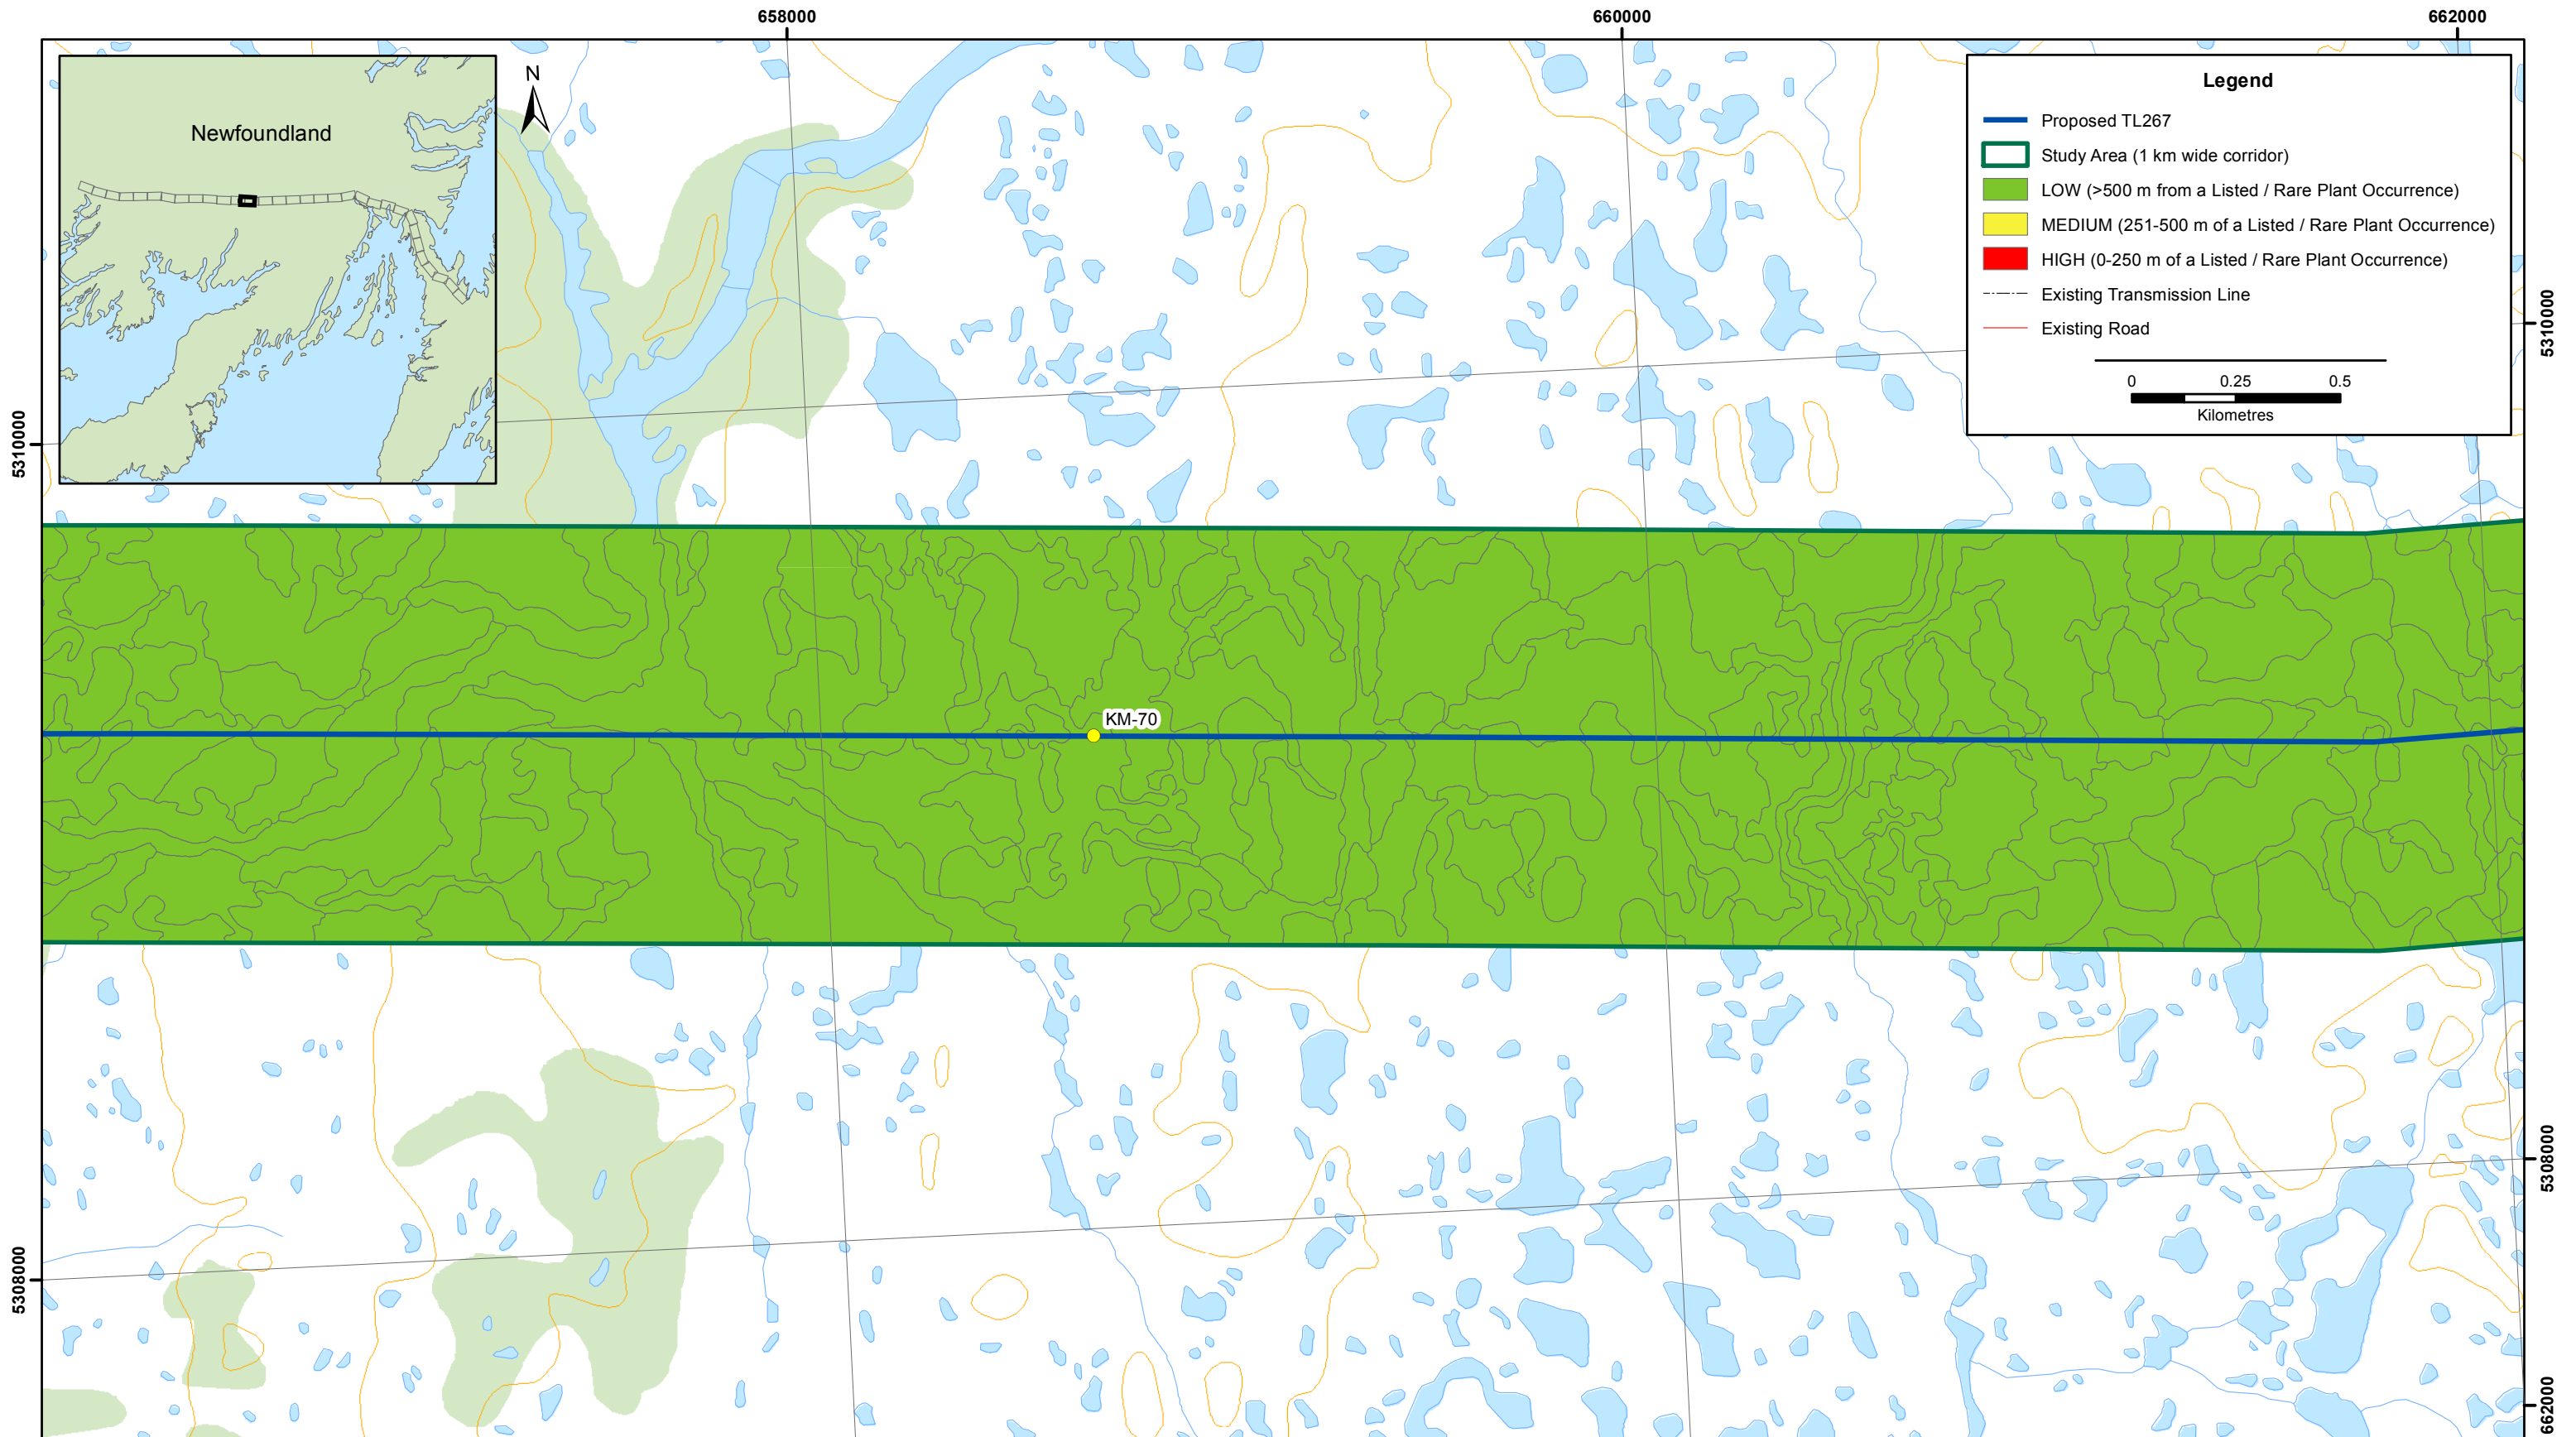 658000
660000
662000
Newfoundland
N
Legend
Proposed TL267
Study Area (1 km wide corridor)
LOW (>500 m from a Listed / Rare Plant Occurrence)
MEDIUM (251-500 m of a Listed / Rare Plant Occurrence)
HIGH (0-250 m of a Listed / Rare Plant Occurrence)
Existing Transmission Line
Existing Road
0 0.25 0.5
Kilometres
5310000
5310000
KM-70
5308000
5308000
662000